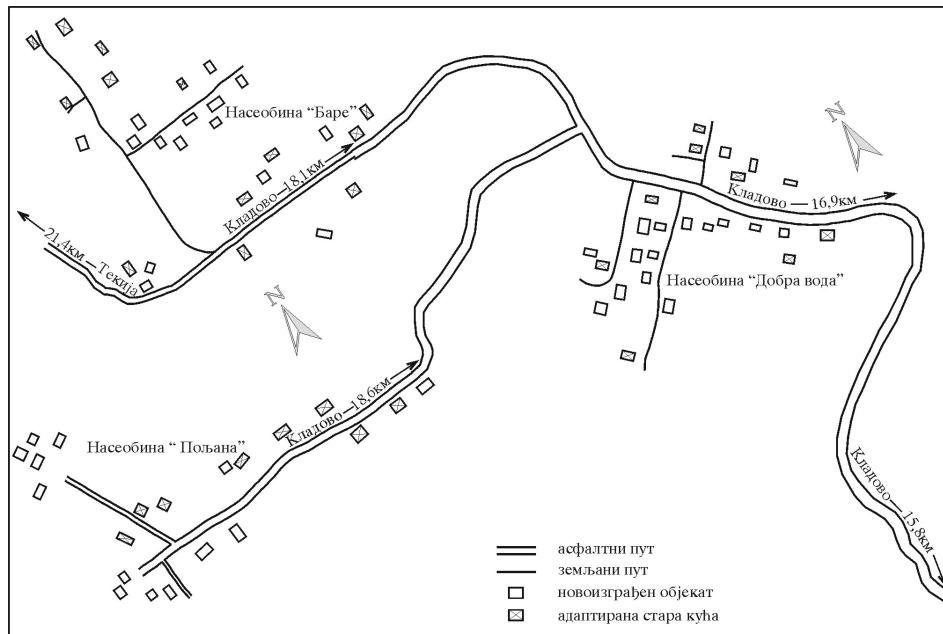 Насеобина “Баре”
Кладово — 18,1км
21,4км — Текија
N
N
Кладово — 16,9км
Насеобина “Добра вода”
Кладово — 18,6км
Насеобина “ Пољана”
Кладово — 15,8км
асфалтни пут
земљани пут
новоизграђен објекат
адаптирана стара кућа